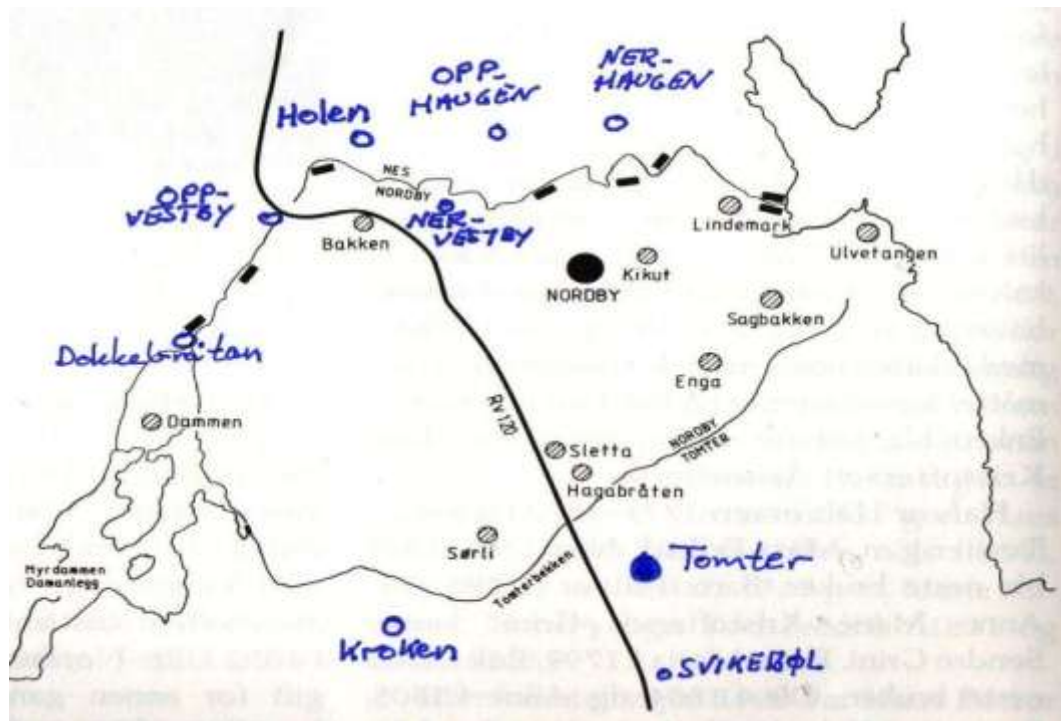 OPP-
HAUGEN
NER-
HAUGEN
Holen
NES
NORDBY
OPP-
VESTBY
NER-
VESTBY
Bakken
Lindemark
Ulvetangen
Kikut
NORDBY
Sagbakken
Dokkebråtan
Enga
Dammen
Rv 120
NORDBY
TOMTER
Sletta
Hagabråten
Sørli
Tomterbekken
Myrdammen
Damanlegg
Tomter
Kroken
SVIKEBØL